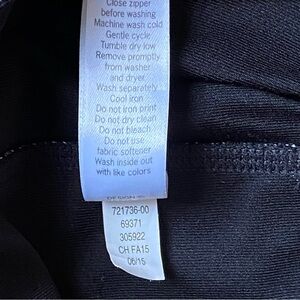 Close zipper
before washing
Machine wash cold
Gentle cycle
Tumble dry low
Remove promptly
from washer
and dryer
Wash separately
Cool iron
Do not iron print
Do not dry clean
Do not bleach
Do not use
fabric softener
Wash inside out
with like colors
DESIGN
721736-00
69371
305922
CH FA15
06/15